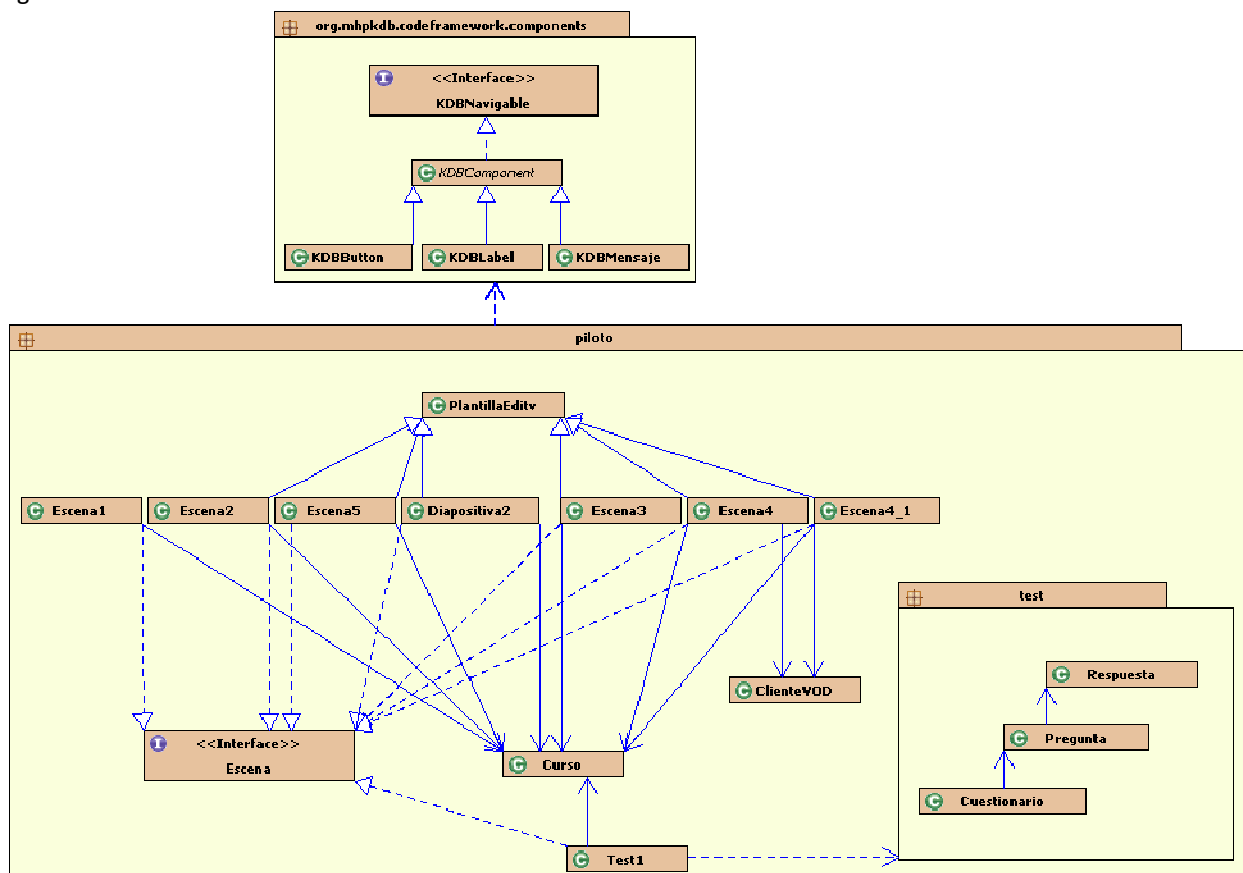 org.mhpkdb.codeframework.components
<<Interface>>
KDBNavigable
KDBComponent
KDBButton
KDBLabel
KDBMensaje
piloto
PlantillaEditv
Escena1
Escena2
Escena5
Diapositiva2
Escena3
Escena4
Escena4_1
test
Respuesta
ClienteVOD
Pregunta
<<Interface>>
Escena
Curso
Cuestionario
Test1